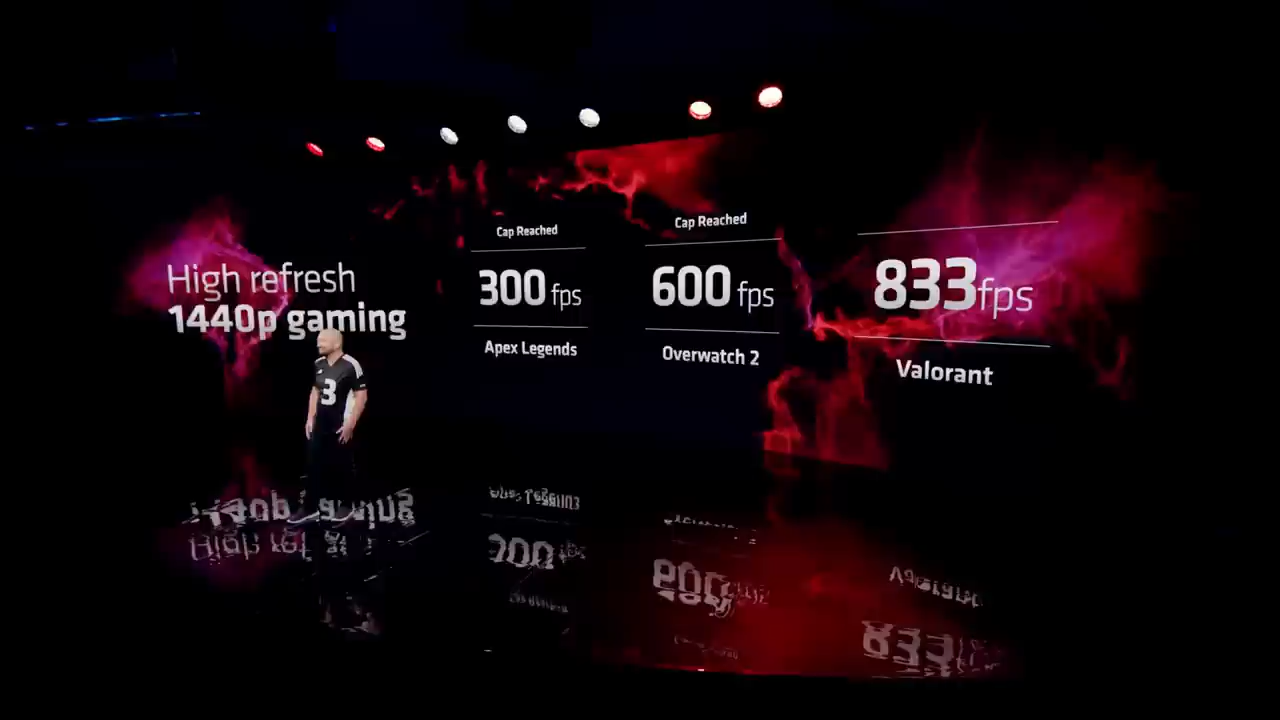 High refresh
1440p gaming
Cap Reached
300 fps
Apex Legends
Cap Reached
600 fps
Overwatch 2
833fps
Valorant
3